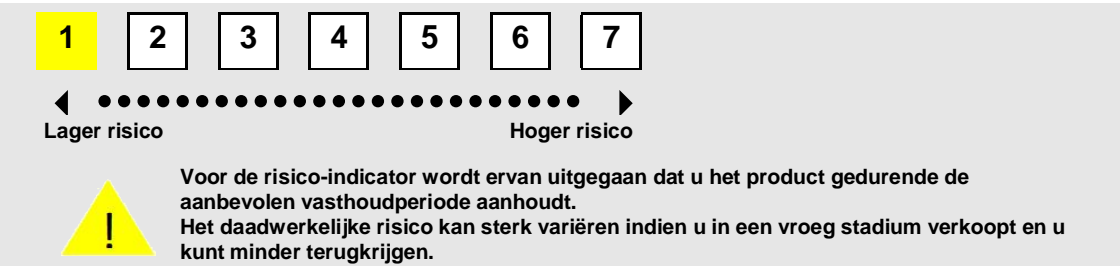 1 2 3 4 5 6 7
Lager risico Hoger risico
Voor de risico-indicator wordt ervan uitgegaan dat u het product gedurende de
aanbevolen vasthoudperiode aanhoudt.
! Het daadwerkelijke risico kan sterk variëren indien u in een vroeg stadium verkoopt en u
kunt minder terugkrijgen.